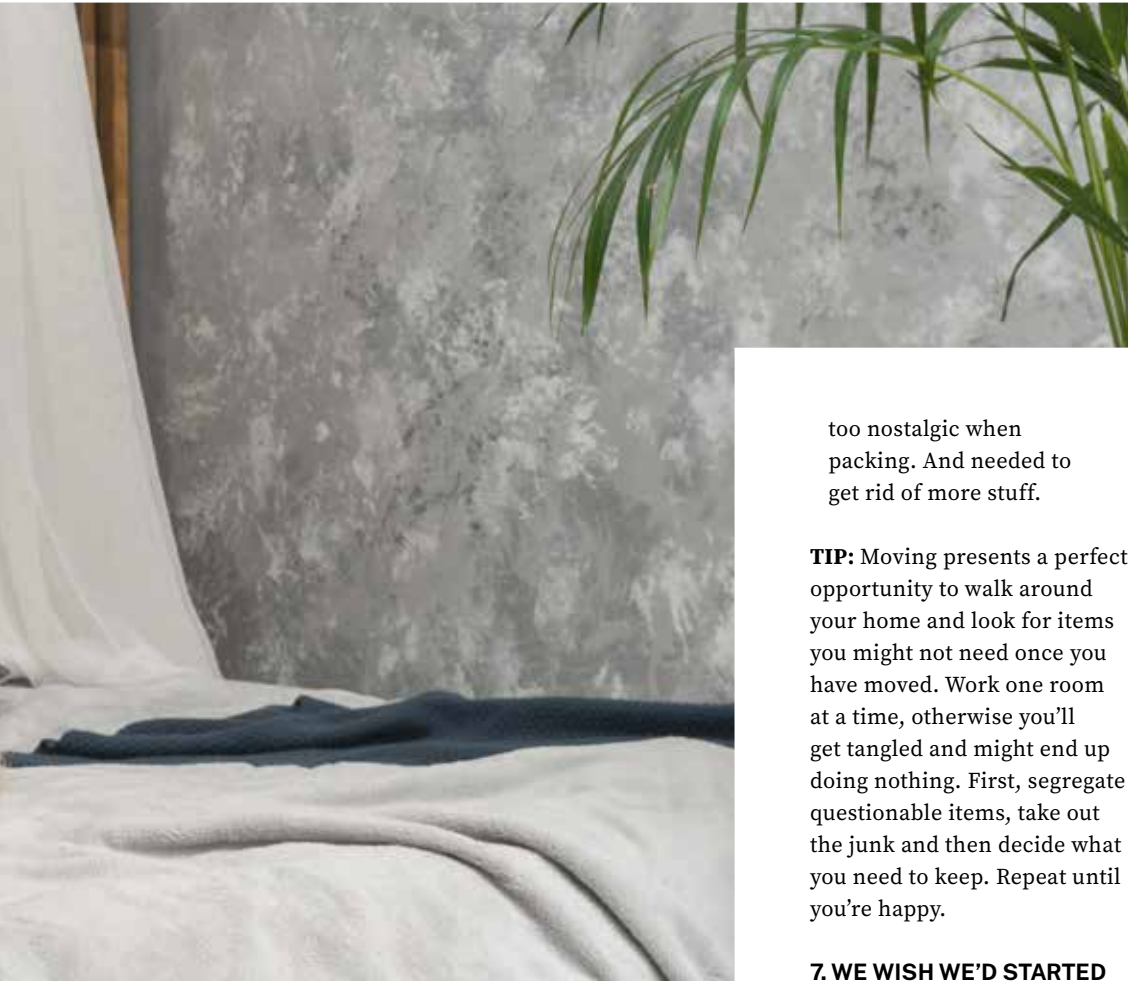 too nostalgic when
packing. And needed to
get rid of more stuff.
TIP: Moving presents a perfect
opportunity to walk around
your home and look for items
you might not need once you
have moved. Work one room
at a time, otherwise you’ll
get tangled and might end up
doing nothing. First, segregate
questionable items, take out
the junk and then decide what
you need to keep. Repeat until
you’re happy.
7. WE WISH WE’D STARTED